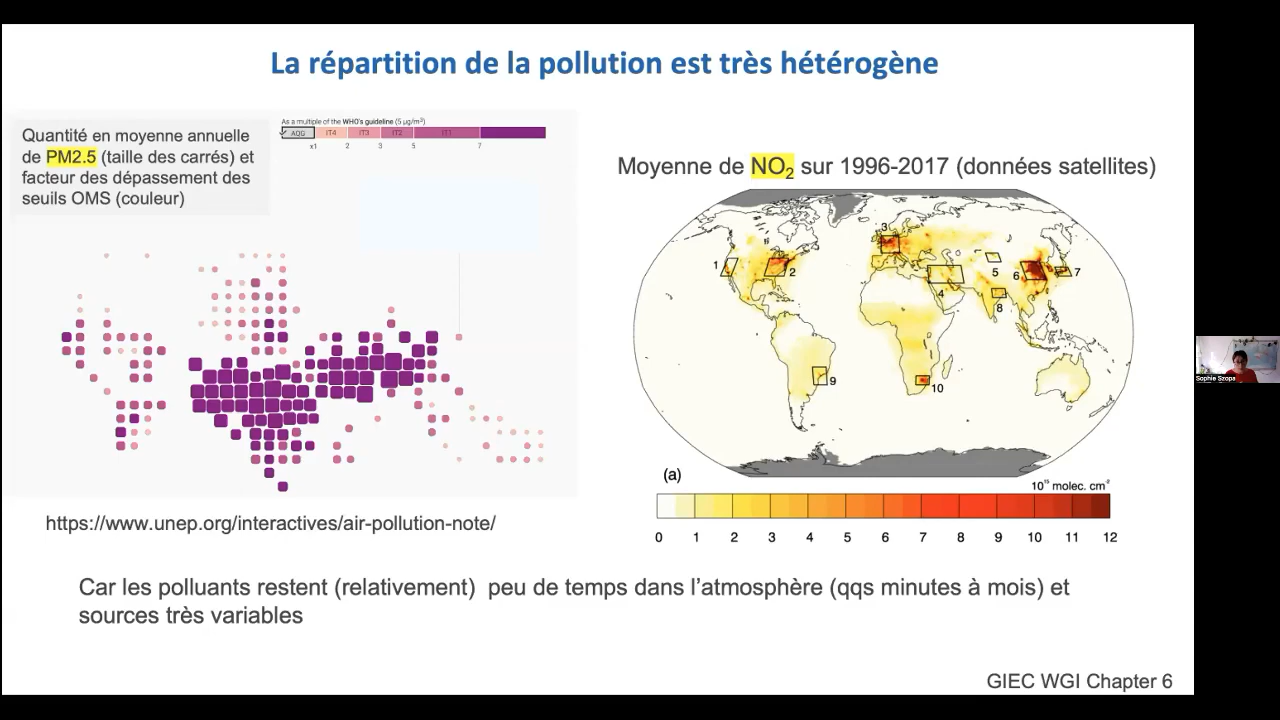 La répartition de la pollution est très hétérogène
Quantité en moyenne annuelle
de PM2.5 (taille des carrés) et
facteur des dépassement des
seuils OMS (couleur)
As a multiple of the WHO's guideline (5 µg/m³)
AQG IT4 IT3 IT2 IT1
x1 2 3 5 7
https://www.unep.org/interactives/air-pollution-note/
Moyenne de NO₂ sur 1996-2017 (données satellites)
1
2
3
4
5
6
7
8
9
10
(a)
10¹⁵ molec. cm⁻²
0 1 2 3 4 5 6 7 8 9 10 11 12
Car les polluants restent (relativement) peu de temps dans l'atmosphère (qqs minutes à mois) et
sources très variables
GIEC WGI Chapter 6
Sophie Szopa